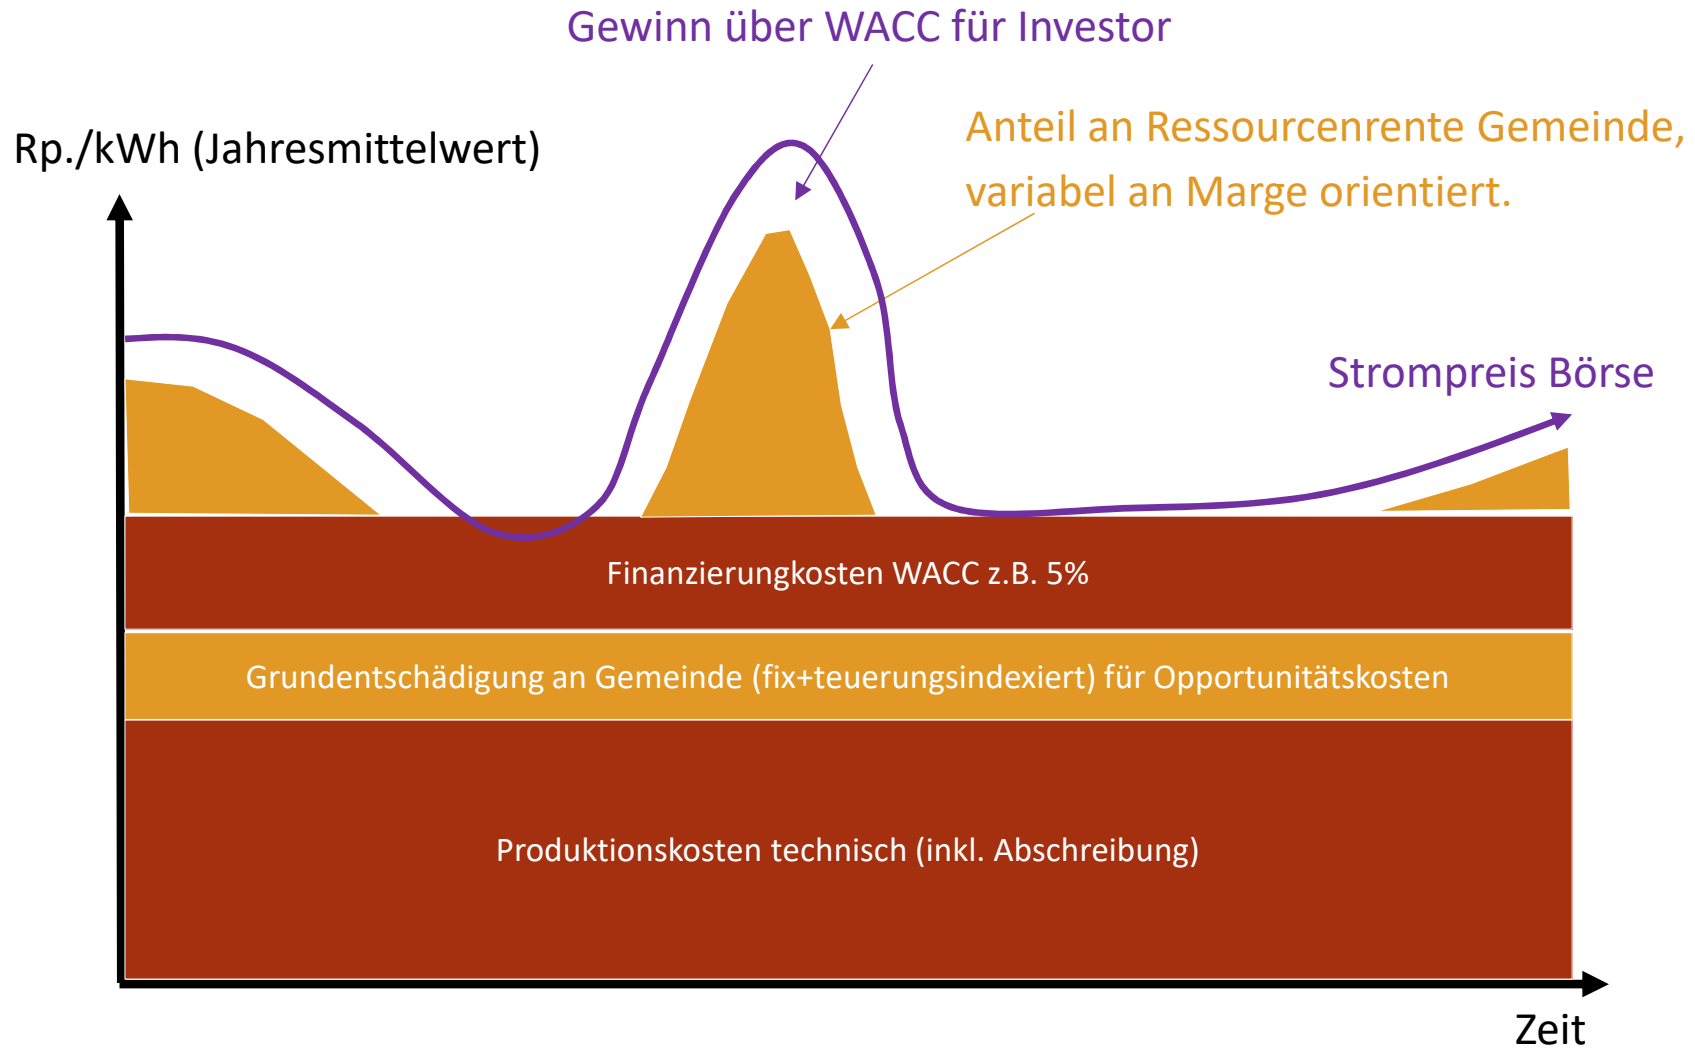 Gewinn über WACC für Investor
Rp./kWh (Jahresmittelwert)
Anteil an Ressourcenrente Gemeinde,
variabel an Marge orientiert.
Strompreis Börse
Finanzierungkosten WACC z.B. 5%
Grundentschädigung an Gemeinde (fix+teuerungsindexiert) für Opportunitätskosten
Produktionskosten technisch (inkl. Abschreibung)
Zeit